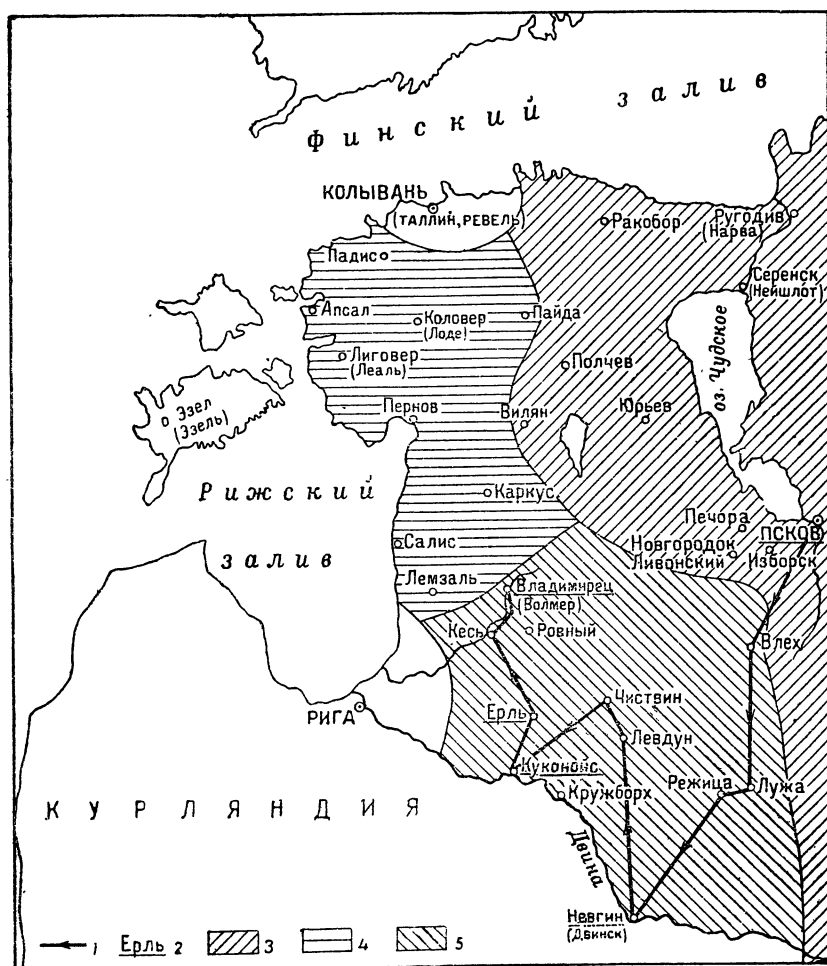 Финский залив
КОЛЫВАНЬ
(ТАЛЛИН, РЕВЕЛЬ)
Ракобор
Ругодив
(Нарва)
Падис
Серенск
(Нейшлот)
Апсал
Коловер
(Лоде)
Пайда
оз. Чудское
Лиговер
(Леаль)
Полчев
Эзел
(Эзель)
Пернов
Вилян
Юрьев
Рижский
залив
Каркус
Печора
ПСКОВ
Салис
Новгородок
Ливонский
Изборск
Лемзаль
Владимирец
(Волмер)
Кесь
Ровный
Влех
РИГА
Ерль
Чиствин
Левдун
Куконойс
Кружборх
Режица
Лужа
КУРЛЯНДИЯ
Двина
Невгин
(Двинск)
1 Ерль 2 3 4 5